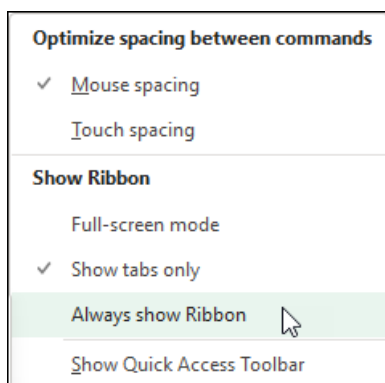 Optimize spacing between commands
Mouse spacing
Touch spacing
Show Ribbon
Full-screen mode
Show tabs only
Always show Ribbon
Show Quick Access Toolbar